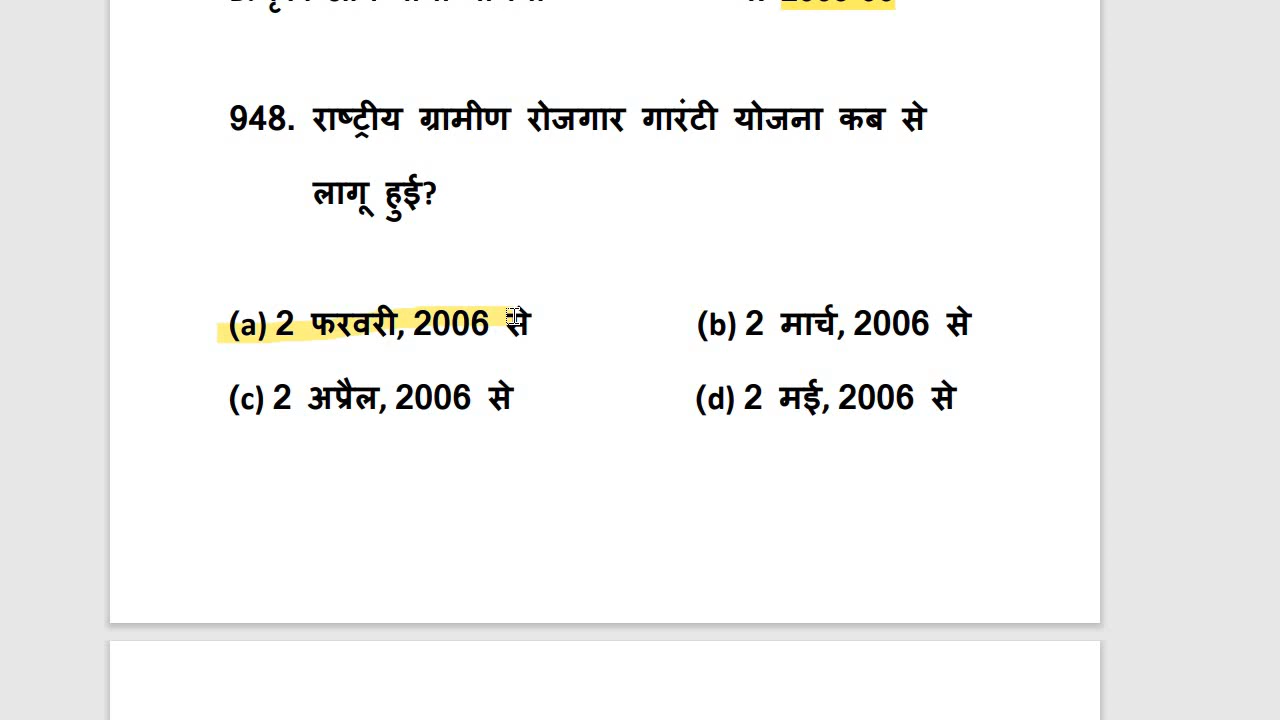 948. राष्ट्रीय ग्रामीण रोजगार गारंटी योजना कब से
लागू हुई?
(a) 2 फरवरी, 2006 से (b) 2 मार्च, 2006 से
(c) 2 अप्रैल, 2006 से (d) 2 मई, 2006 से